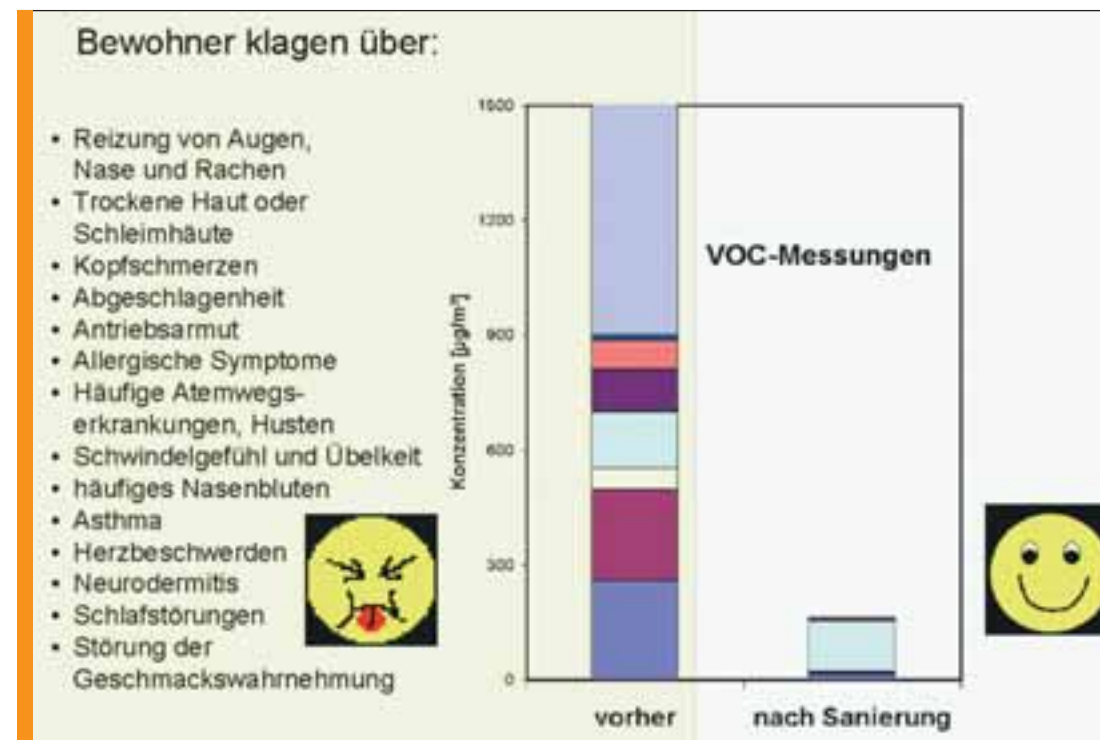 Bewohner klagen über:
• Reizung von Augen,
Nase und Rachen
• Trockene Haut oder
Schleimhäute
• Kopfschmerzen
• Abgeschlagenheit
• Antriebsarmut
• Allergische Symptome
• Häufige Atemwegs-
erkrankungen, Husten
• Schwindelgefühl und Übelkeit
• häufiges Nasenbluten
• Asthma
• Herzbeschwerden
• Neurodermitis
• Schlafstörungen
• Störung der
Geschmackswahrnehmung
Konzentration [µg/m³]
1500
1200
900
600
300
0
VOC-Messungen
vorher
nach Sanierung